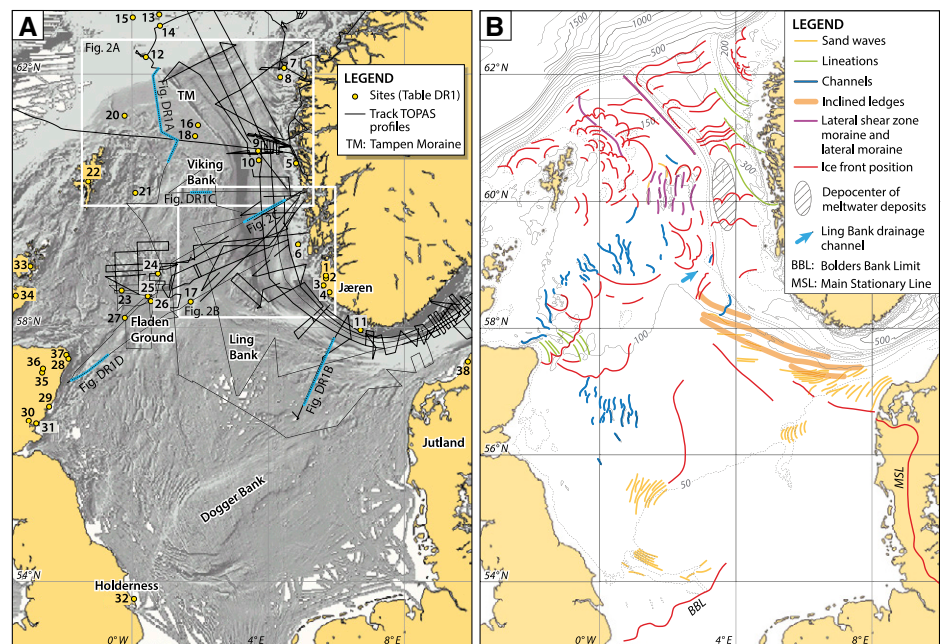 A
15
13
14
Fig. 2A
12
62° N
7
8
Fig. DR1A
TM
LEGEND
Sites (Table DR1)
Track TOPAS
profiles
TM: Tampen Moraine
20
16
18
9
10
5
22
Viking
Bank
21
Fig. DR1C
60° N
Fig. 2C
6
33
24
1
2
3
4
Jæren
34
23
25
26
17
27
Fig. 2B
58° N
Fladen
Ground
Ling
Bank
11
37
28
36
35
Fig. DR1D
Fig. DR1B
38
29
30
31
56° N
Jutland
Dogger Bank
54° N
Holderness
32
0° W
4° E
8° E
B
1500
1000
500
200
LEGEND
Sand waves
Lineations
Channels
Inclined ledges
Lateral shear zone
moraine and
lateral moraine
Ice front position
Depocenter of
meltwater deposits
Ling Bank drainage
channel
BBL: Bolders Bank Limit
MSL: Main Stationary Line
62° N
150
300
60° N
58° N
100
500
56° N
50
MSL
54° N
BBL
0° W
4° E
8° E